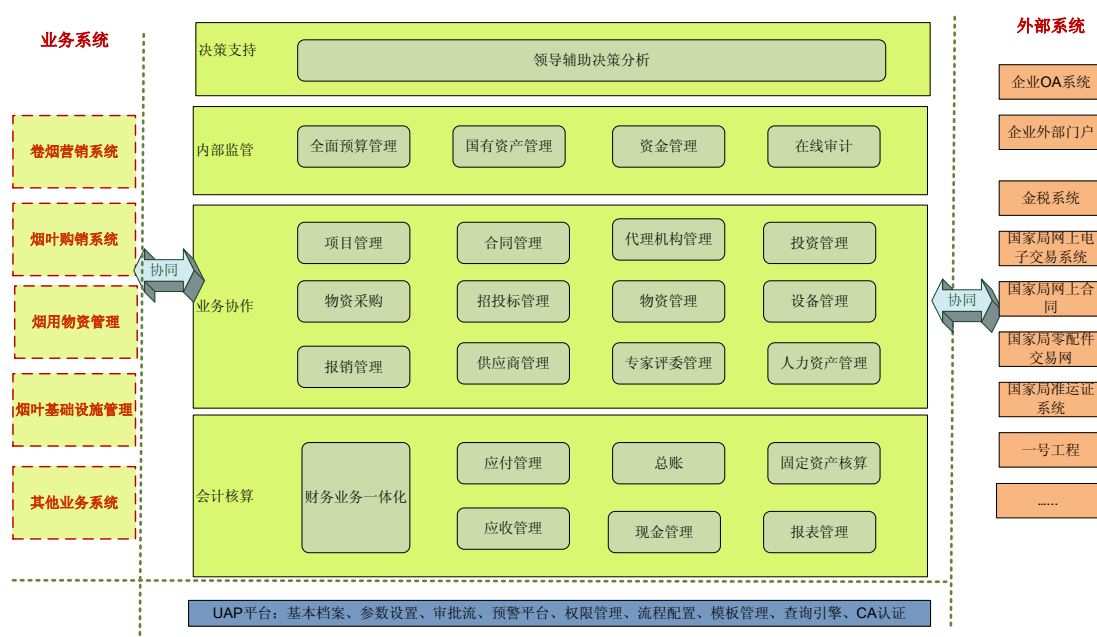 业务系统
卷烟营销系统
烟叶购销系统
烟用物资管理
烟叶基础设施管理
其他业务系统
协同
决策支持
领导辅助决策分析
内部监管
全面预算管理
国有资产管理
资金管理
在线审计
业务协作
项目管理
合同管理
代理机构管理
投资管理
物资采购
招投标管理
物资管理
设备管理
报销管理
供应商管理
专家评委管理
人力资产管理
会计核算
财务业务一体化
应付管理
总账
固定资产核算
应收管理
现金管理
报表管理
协同
外部系统
企业OA系统
企业外部门户
金税系统
国家局网上电
子交易系统
国家局网上合
同
国家局零配件
交易网
国家局准运证
系统
一号工程
......
UAP平台：基本档案、参数设置、审批流、预警平台、权限管理、流程配置、模板管理、查询引擎、CA认证